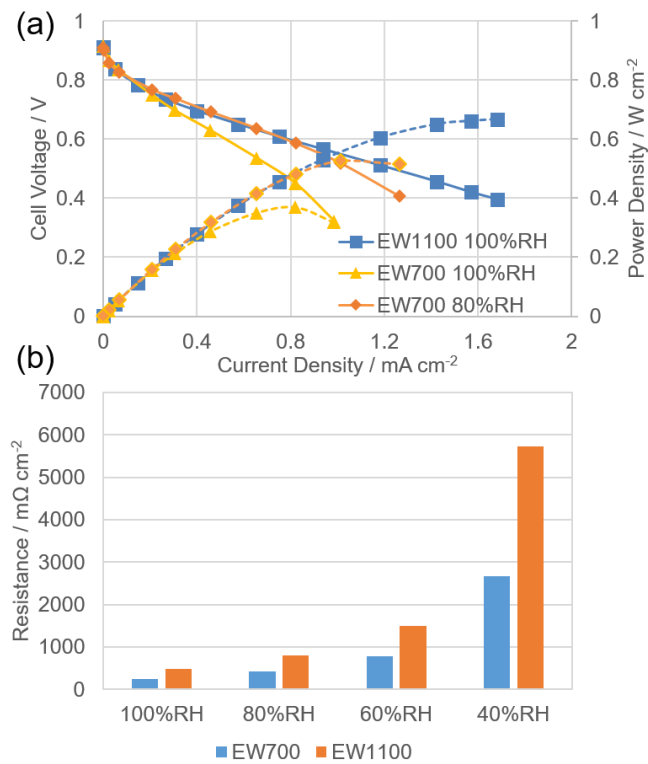 (a)
1
0.8
0.6
0.4
0.2
0
Cell Voltage / V
1
0.8
0.6
0.4
0.2
0
Power Density / W cm-2
EW1100 100%RH
EW700 100%RH
EW700 80%RH
0 0.4 0.8 1.2 1.6 2
Current Density / mA cm-2
(b)
7000
6000
5000
4000
3000
2000
1000
0
Resistance / mΩ cm-2
100%RH 80%RH 60%RH 40%RH
EW700 EW1100